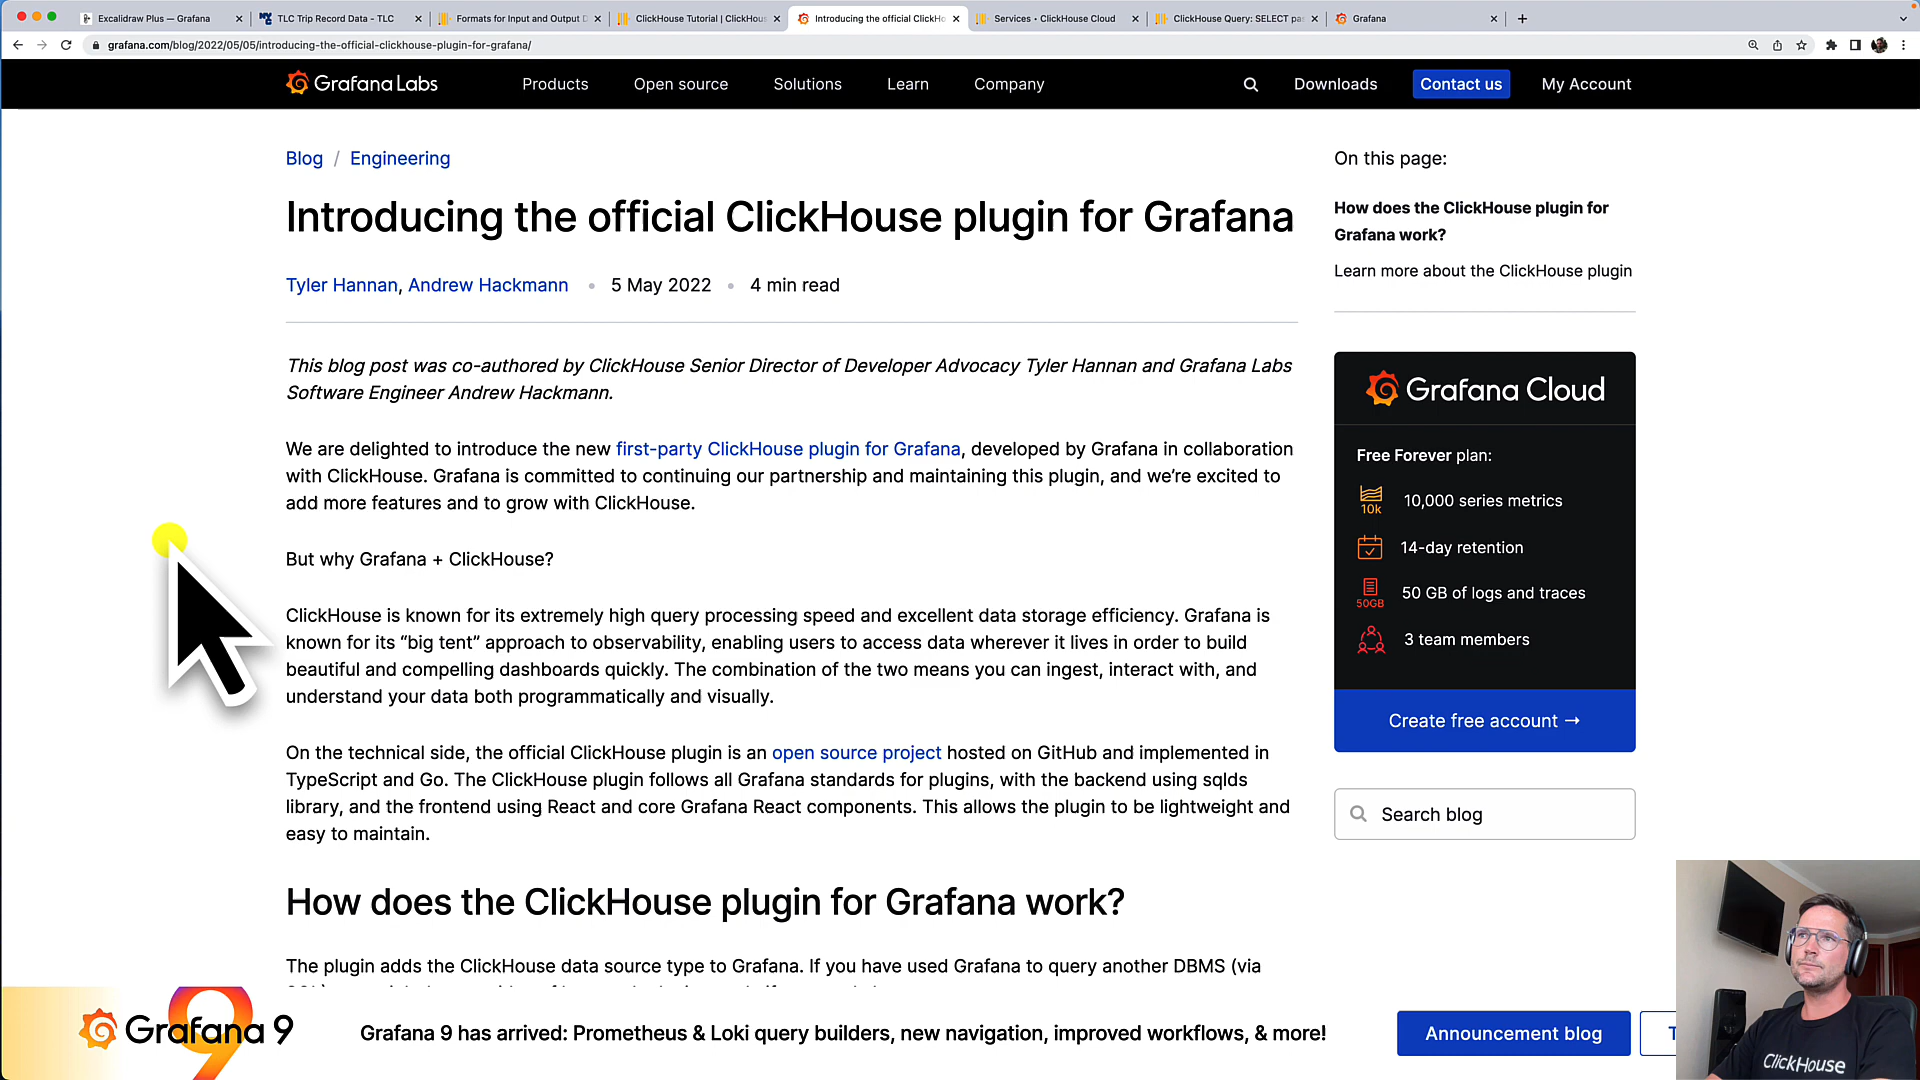 Excalidraw Plus — Grafana
TLC Trip Record Data - TLC
Formats for Input and Output D
ClickHouse Tutorial | ClickHous
Introducing the official ClickHo
Services • ClickHouse Cloud
ClickHouse Query: SELECT pas
Grafana
grafana.com/blog/2022/05/05/introducing-the-official-clickhouse-plugin-for-grafana/
Grafana Labs
Products
Open source
Solutions
Learn
Company
Downloads
Contact us
My Account
Blog / Engineering
Introducing the official ClickHouse plugin for Grafana
Tyler Hannan, Andrew Hackmann • 5 May 2022 • 4 min read
This blog post was co-authored by ClickHouse Senior Director of Developer Advocacy Tyler Hannan and Grafana Labs
Software Engineer Andrew Hackmann.
We are delighted to introduce the new first-party ClickHouse plugin for Grafana, developed by Grafana in collaboration
with ClickHouse. Grafana is committed to continuing our partnership and maintaining this plugin, and we're excited to
add more features and to grow with ClickHouse.
But why Grafana + ClickHouse?
ClickHouse is known for its extremely high query processing speed and excellent data storage efficiency. Grafana is
known for its “big tent” approach to observability, enabling users to access data wherever it lives in order to build
beautiful and compelling dashboards quickly. The combination of the two means you can ingest, interact with, and
understand your data both programmatically and visually.
On the technical side, the official ClickHouse plugin is an open source project hosted on GitHub and implemented in
TypeScript and Go. The ClickHouse plugin follows all Grafana standards for plugins, with the backend using sqlds
library, and the frontend using React and core Grafana React components. This allows the plugin to be lightweight and
easy to maintain.
How does the ClickHouse plugin for Grafana work?
The plugin adds the ClickHouse data source type to Grafana. If you have used Grafana to query another DBMS (via
On this page:
How does the ClickHouse plugin for
Grafana work?
Learn more about the ClickHouse plugin
Grafana Cloud
Free Forever plan:
10k
10,000 series metrics
14-day retention
50GB
50 GB of logs and traces
3 team members
Create free account →
Search blog
9
Grafana 9
Grafana 9 has arrived: Prometheus & Loki query builders, new navigation, improved workflows, & more!
Announcement blog
ClickHouse